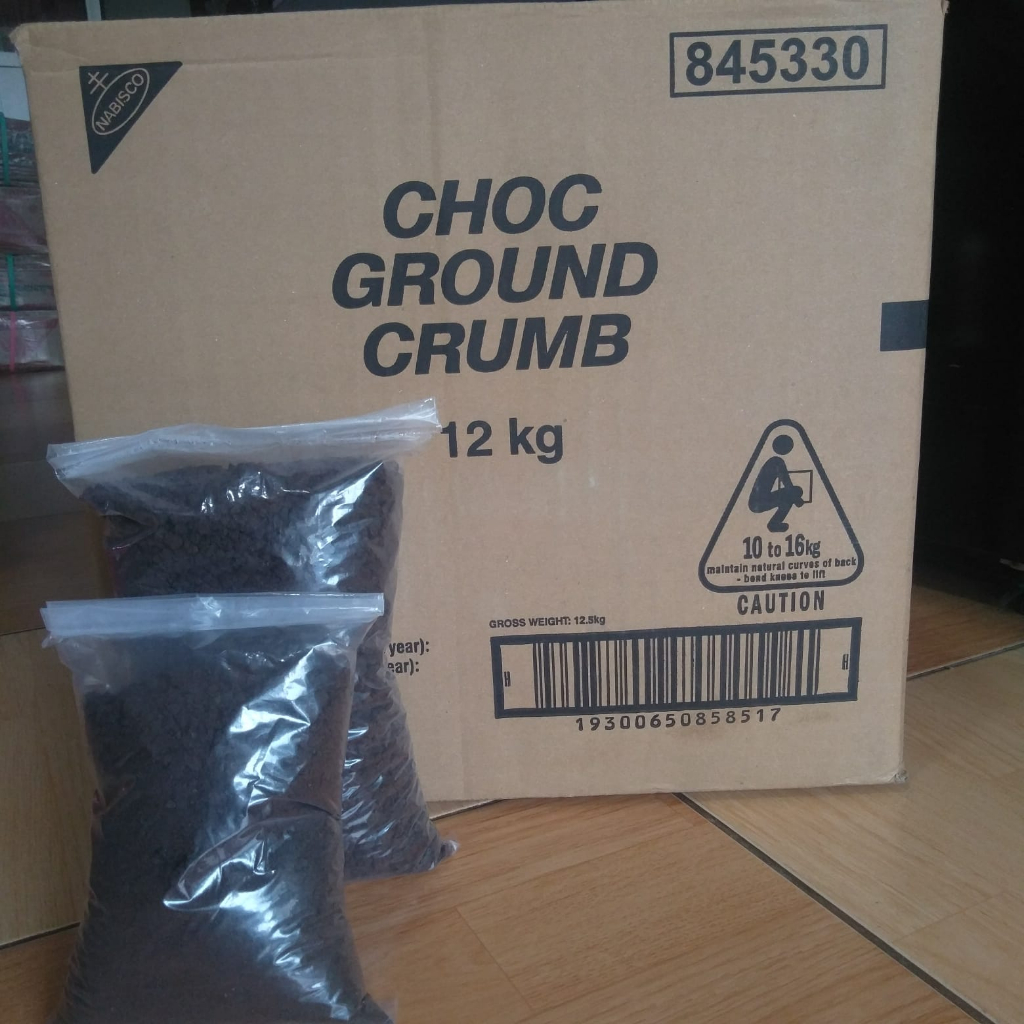 NABISCO
845330
CHOC
GROUND
CRUMB
12 kg
10 to 16kg
maintain natural curves of back
- bend knees to lift
CAUTION
GROSS WEIGHT: 12.5kg
year):
ear):
H H
19300650858517